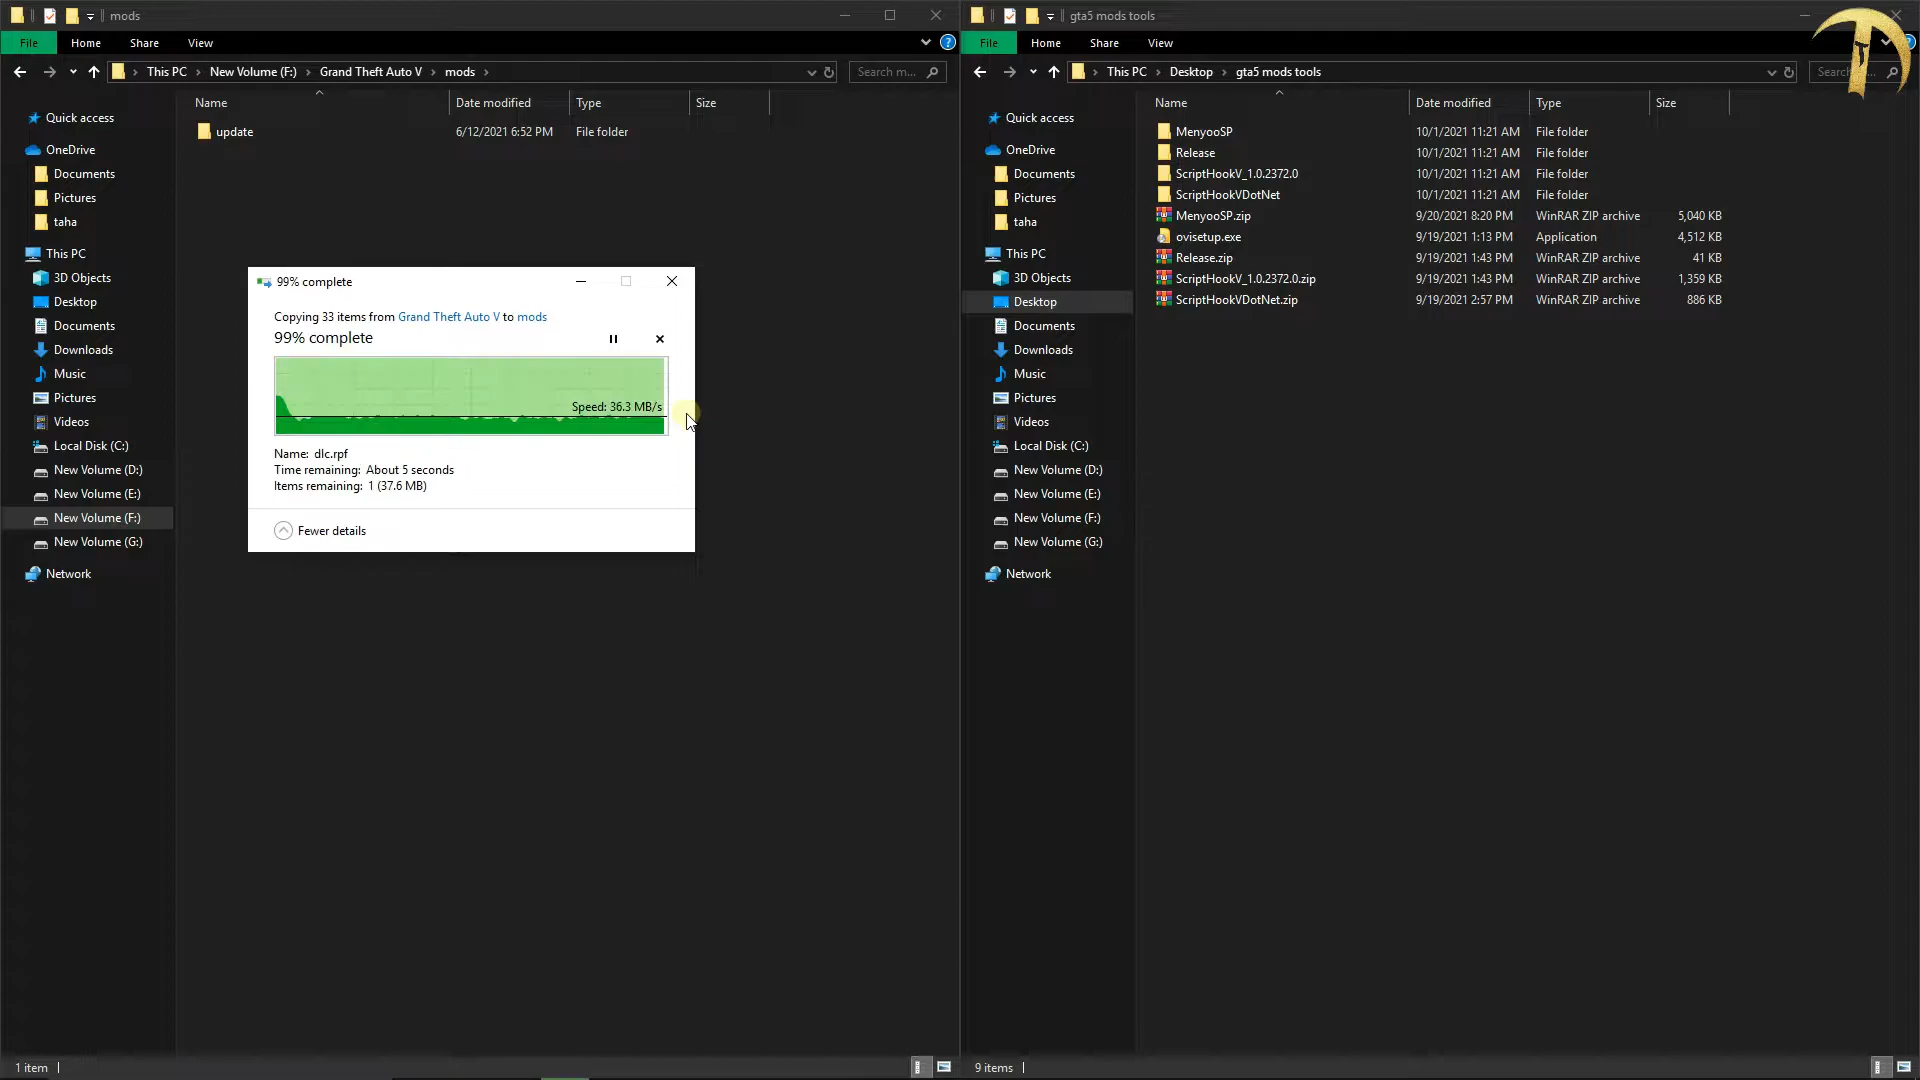 mods
File
Home
Share
View
This PC
New Volume (F:)
Grand Theft Auto V
mods
Search m...
Name
Date modified
Type
Size
update
6/12/2021 6:52 PM
File folder
Quick access
OneDrive
Documents
Pictures
taha
This PC
3D Objects
Desktop
Documents
Downloads
Music
Pictures
Videos
Local Disk (C:)
New Volume (D:)
New Volume (E:)
New Volume (F:)
New Volume (G:)
Network
99% complete
Copying 33 items from Grand Theft Auto V to mods
99% complete
Speed: 36.3 MB/s
Name: dlc.rpf
Time remaining: About 5 seconds
Items remaining: 1 (37.6 MB)
Fewer details
1 item
gta5 mods tools
File
Home
Share
View
This PC
Desktop
gta5 mods tools
Name
Date modified
Type
Size
MenyooSP 10/1/2021 11:21 AM File folder
Release 10/1/2021 11:21 AM File folder
ScriptHookV_1.0.2372.0 10/1/2021 11:21 AM File folder
ScriptHookVDotNet 10/1/2021 11:21 AM File folder
MenyooSP.zip 9/20/2021 8:20 PM WinRAR ZIP archive 5,040 KB
ovisetup.exe 9/19/2021 1:13 PM Application 4,512 KB
Release.zip 9/19/2021 1:43 PM WinRAR ZIP archive 41 KB
ScriptHookV_1.0.2372.0.zip 9/19/2021 1:43 PM WinRAR ZIP archive 1,359 KB
ScriptHookVDotNet.zip 9/19/2021 2:57 PM WinRAR ZIP archive 886 KB
Quick access
OneDrive
Documents
Pictures
taha
This PC
3D Objects
Desktop
Documents
Downloads
Music
Pictures
Videos
Local Disk (C:)
New Volume (D:)
New Volume (E:)
New Volume (F:)
New Volume (G:)
Network
9 items